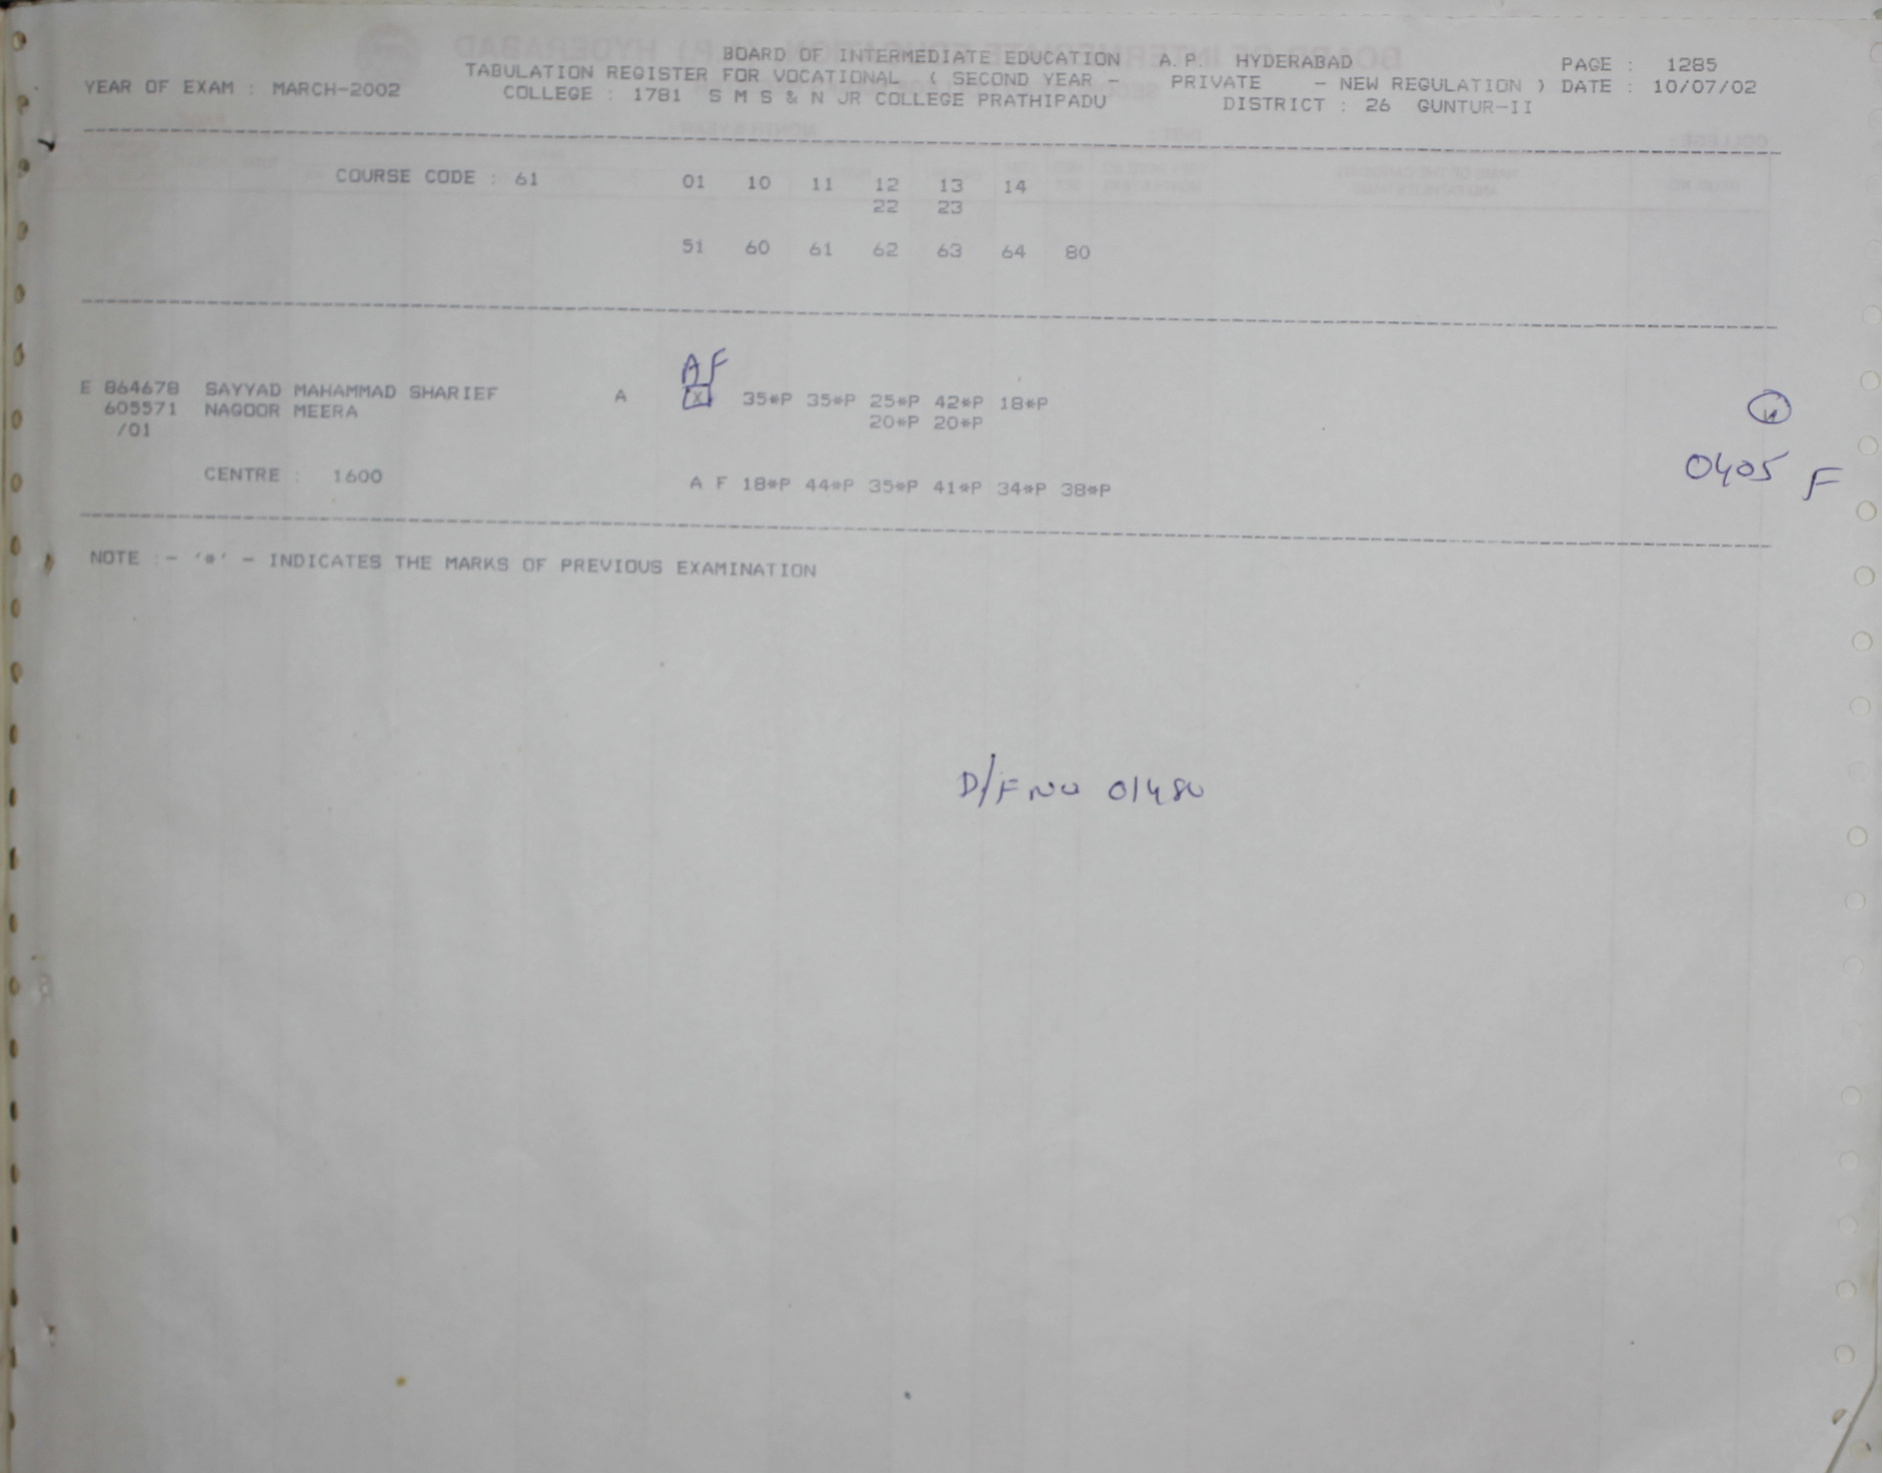 BOARD OF INTERMEDIATE EDUCATION A.P. HYDERABAD PAGE : 1285
YEAR OF EXAM : MARCH-2002 TABULATION REGISTER FOR VOCATIONAL ( SECOND YEAR - PRIVATE - NEW REGULATION ) DATE : 10/07/02
COLLEGE : 1781 S M S & N JR COLLEGE PRATHIPADU DISTRICT : 26 GUNTUR-II
COURSE CODE : 61 01 10 11 12 13 14
22 23
51 60 61 62 63 64 80
A F
E 864678 SAYYAD MAHAMMAD SHARIEF A X 35*P 35*P 25*P 42*P 18*P
605571 NAGOOR MEERA 20*P 20*P
/01
0405 F
CENTRE : 1600 A F 18*P 44*P 35*P 41*P 34*P 38*P
NOTE :- '*' - INDICATES THE MARKS OF PREVIOUS EXAMINATION
D/F No 01480